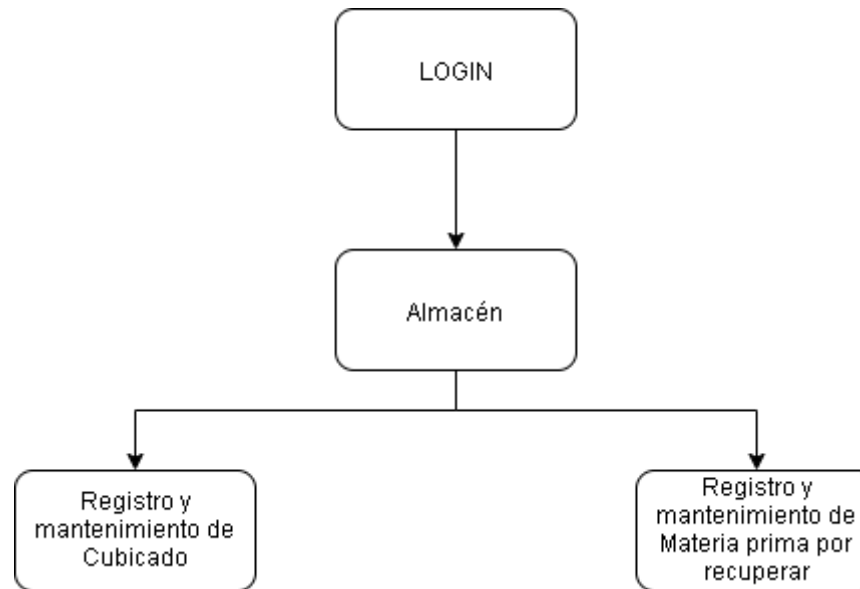 LOGIN
Almacén
Registro y
mantenimiento de
Cubicado
Registro y
mantenimiento de
Materia prima por
recuperar